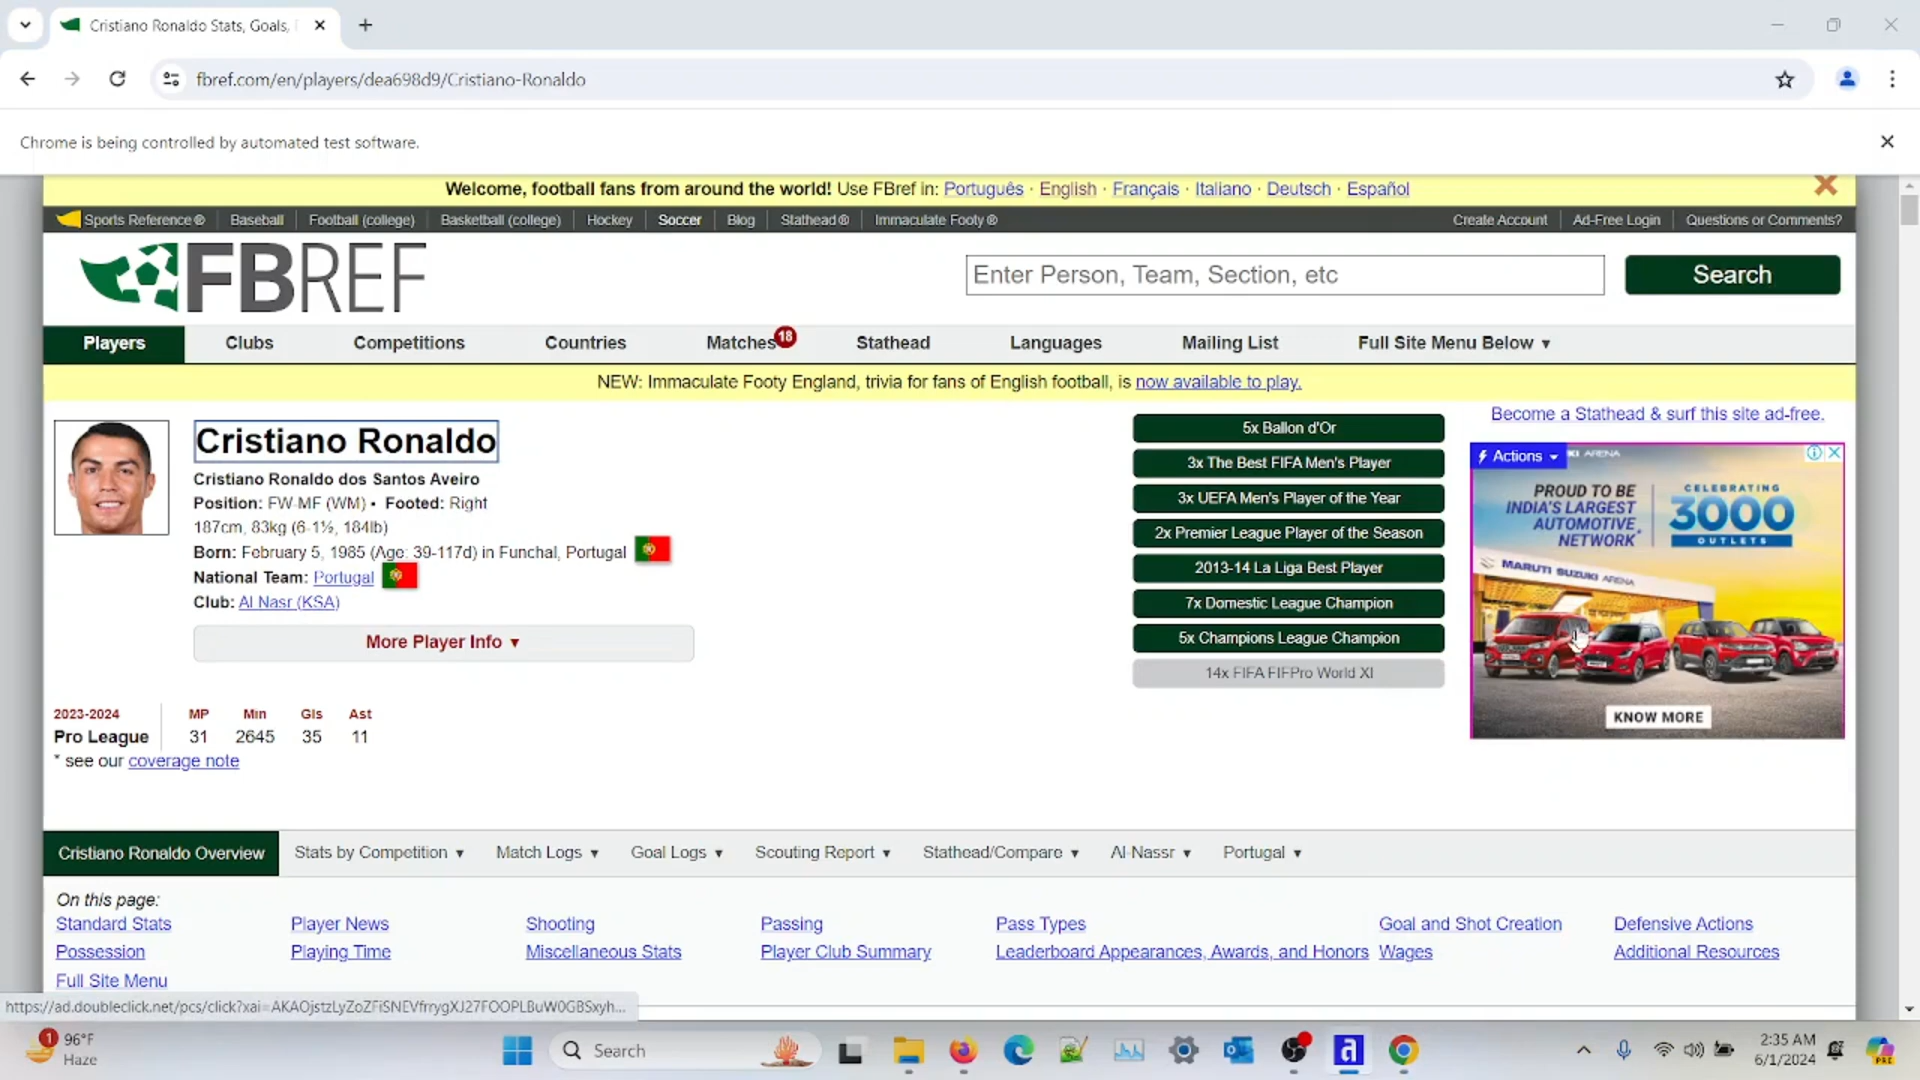 Cristiano Ronaldo Stats, Goals,
fbref.com/en/players/dea698d9/Cristiano-Ronaldo
Chrome is being controlled by automated test software.
Welcome, football fans from around the world! Use FBref in: Português · English · Français · Italiano · Deutsch · Español
Sports Reference ® Baseball Football (college) Basketball (college) Hockey Soccer Blog Stathead ® Immaculate Footy ® Create Account Ad-Free Login Questions or Comments?
FBREF
Enter Person, Team, Section, etc
Search
Players Clubs Competitions Countries Matches 18 Stathead Languages Mailing List Full Site Menu Below ▼
NEW: Immaculate Footy England, trivia for fans of English football, is now available to play.
Cristiano Ronaldo
Cristiano Ronaldo dos Santos Aveiro
Position: FW-MF (WM) ▪ Footed: Right
187cm, 83kg (6-1½, 184lb)
Born: February 5, 1985 (Age: 39-117d) in Funchal, Portugal
National Team: Portugal
Club: Al Nasr (KSA)
More Player Info ▼
5x Ballon d'Or
3x The Best FIFA Men's Player
3x UEFA Men's Player of the Year
2x Premier League Player of the Season
2013-14 La Liga Best Player
7x Domestic League Champion
5x Champions League Champion
14x FIFA FIFPro World XI
Become a Stathead & surf this site ad-free.
Actions
KI ARENA
PROUD TO BE
INDIA'S LARGEST
AUTOMOTIVE
NETWORK*
CELEBRATING
3000
OUTLETS
MARUTI SUZUKI ARENA
KNOW MORE
2023-2024 MP Min Gls Ast
Pro League 31 2645 35 11
* see our coverage note
Cristiano Ronaldo Overview Stats by Competition ▼ Match Logs ▼ Goal Logs ▼ Scouting Report ▼ Stathead/Compare ▼ Al-Nassr ▼ Portugal ▼
On this page:
Standard Stats Player News Shooting Passing Pass Types Goal and Shot Creation Defensive Actions
Possession Playing Time Miscellaneous Stats Player Club Summary Leaderboard Appearances, Awards, and Honors Wages Additional Resources
Full Site Menu
1
96°F
Haze
Search
2:35 AM
6/1/2024